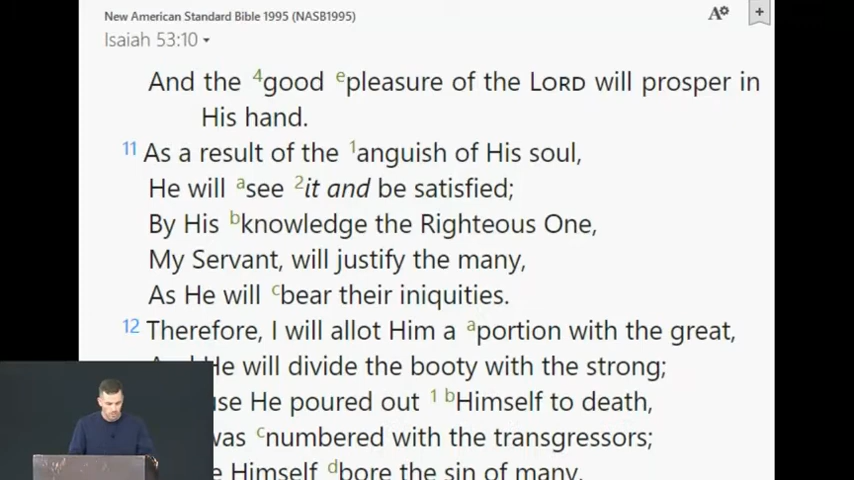 New American Standard Bible 1995 (NASB1995)
Isaiah 53:10
And the 4good epleasure of the LORD will prosper in
His hand.
11 As a result of the 1anguish of His soul,
He will asee 2it and be satisfied;
By His bknowledge the Righteous One,
My Servant, will justify the many,
As He will cbear their iniquities.
12 Therefore, I will allot Him a aportion with the great,
He will divide the booty with the strong;
He poured out 1 bHimself to death,
cnumbered with the transgressors;
Himself dbore the sin of many,